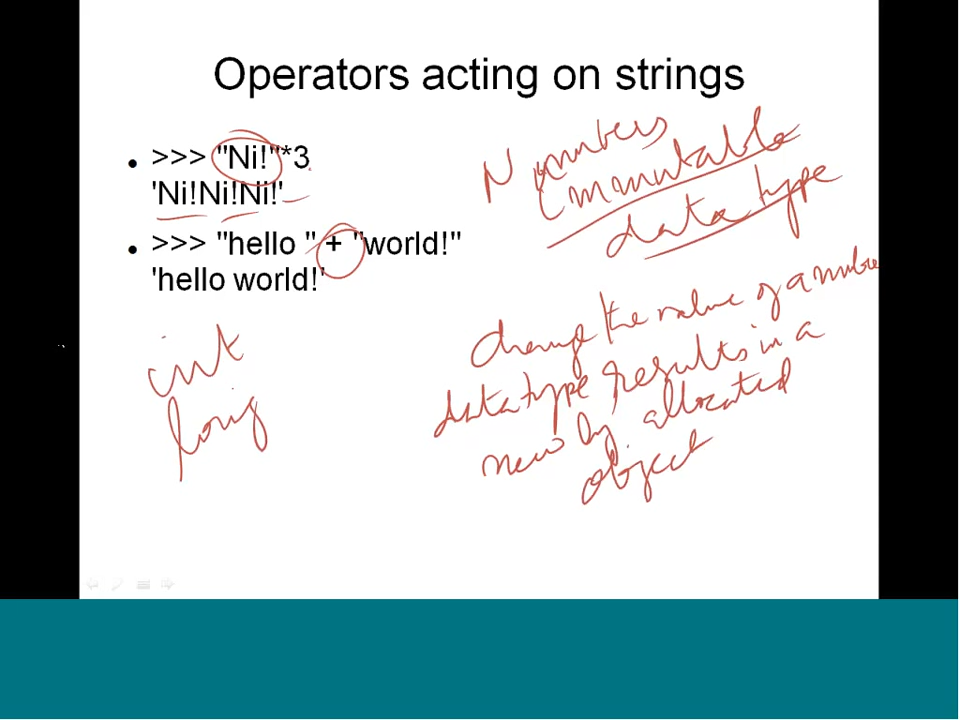 Operators acting on strings
• >>> "Ni!"*3
'Ni!Ni!Ni!'
• >>> "hello " + "world!"
'hello world!'
Numbers
immutable
data type
change the value of a number
data type results in a
newly allocated
object
int
long